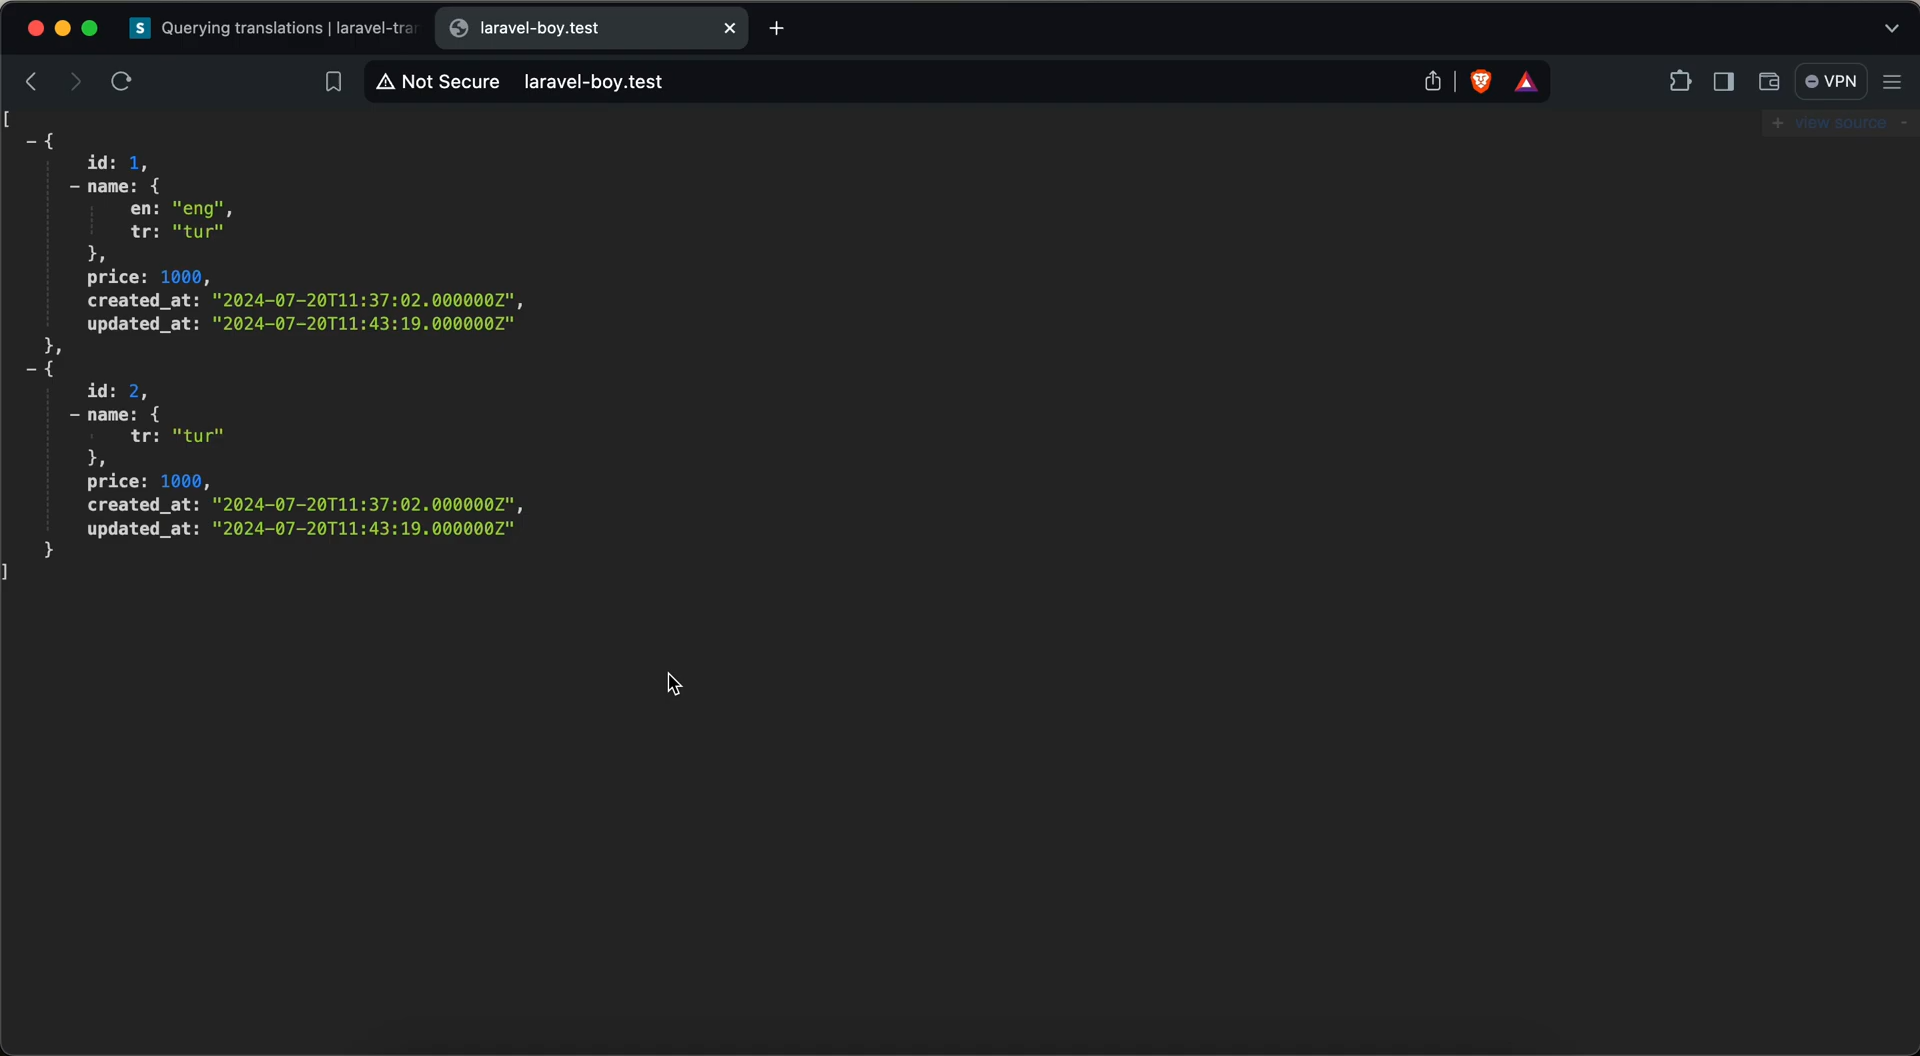 S Querying translations | laravel-tra
laravel-boy.test
Not Secure laravel-boy.test
VPN
[
+ view source -
– {
id: 1,
– name: {
en: "eng",
tr: "tur"
},
price: 1000,
created_at: "2024-07-20T11:37:02.000000Z",
updated_at: "2024-07-20T11:43:19.000000Z"
},
– {
id: 2,
– name: {
tr: "tur"
},
price: 1000,
created_at: "2024-07-20T11:37:02.000000Z",
updated_at: "2024-07-20T11:43:19.000000Z"
}
]